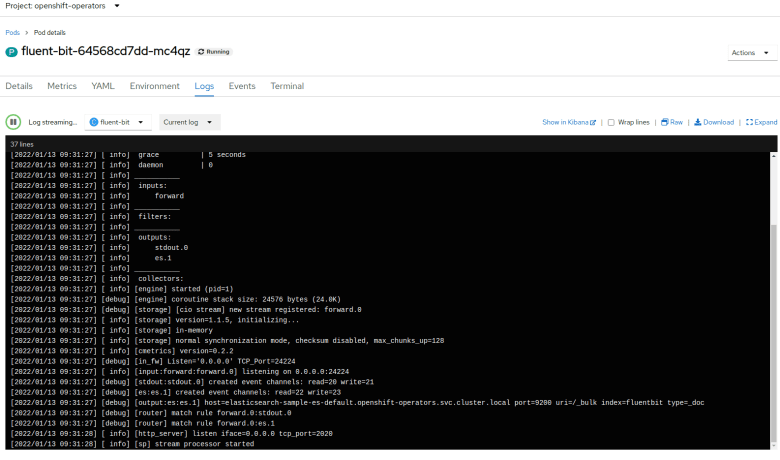 Project: openshift-operators
Pods > Pod details
P fluent-bit-64568cd7dd-mc4qz Running
Actions
Details Metrics YAML Environment Logs Events Terminal
Log streaming... C fluent-bit Current log Show in Kibana | Wrap lines | Raw | Download | Expand
37 lines
[2022/01/13 09:31:27] [ info]  grace          | 5 seconds
[2022/01/13 09:31:27] [ info]  daemon         | 0
[2022/01/13 09:31:27] [ info] ___________
[2022/01/13 09:31:27] [ info]  inputs:
[2022/01/13 09:31:27] [ info]      forward
[2022/01/13 09:31:27] [ info] ___________
[2022/01/13 09:31:27] [ info]  filters:
[2022/01/13 09:31:27] [ info] ___________
[2022/01/13 09:31:27] [ info]  outputs:
[2022/01/13 09:31:27] [ info]      stdout.0
[2022/01/13 09:31:27] [ info]      es.1
[2022/01/13 09:31:27] [ info] ___________
[2022/01/13 09:31:27] [ info]  collectors:
[2022/01/13 09:31:27] [ info] [engine] started (pid=1)
[2022/01/13 09:31:27] [debug] [engine] coroutine stack size: 24576 bytes (24.0K)
[2022/01/13 09:31:27] [debug] [storage] [cio stream] new stream registered: forward.0
[2022/01/13 09:31:27] [ info] [storage] version=1.1.5, initializing...
[2022/01/13 09:31:27] [ info] [storage] in-memory
[2022/01/13 09:31:27] [ info] [storage] normal synchronization mode, checksum disabled, max_chunks_up=128
[2022/01/13 09:31:27] [ info] [cmetrics] version=0.2.2
[2022/01/13 09:31:27] [debug] [in_fw] Listen='0.0.0.0' TCP_Port=24224
[2022/01/13 09:31:27] [ info] [input:forward:forward.0] listening on 0.0.0.0:24224
[2022/01/13 09:31:27] [debug] [stdout:stdout.0] created event channels: read=20 write=21
[2022/01/13 09:31:27] [debug] [es:es.1] created event channels: read=22 write=23
[2022/01/13 09:31:27] [debug] [output:es:es.1] host=elasticsearch-sample-es-default.openshift-operators.svc.cluster.local port=9200 uri=/_bulk index=fluentbit type=_doc
[2022/01/13 09:31:27] [debug] [router] match rule forward.0:stdout.0
[2022/01/13 09:31:27] [debug] [router] match rule forward.0:es.1
[2022/01/13 09:31:28] [ info] [http_server] listen iface=0.0.0.0 tcp_port=2020
[2022/01/13 09:31:28] [ info] [sp] stream processor started